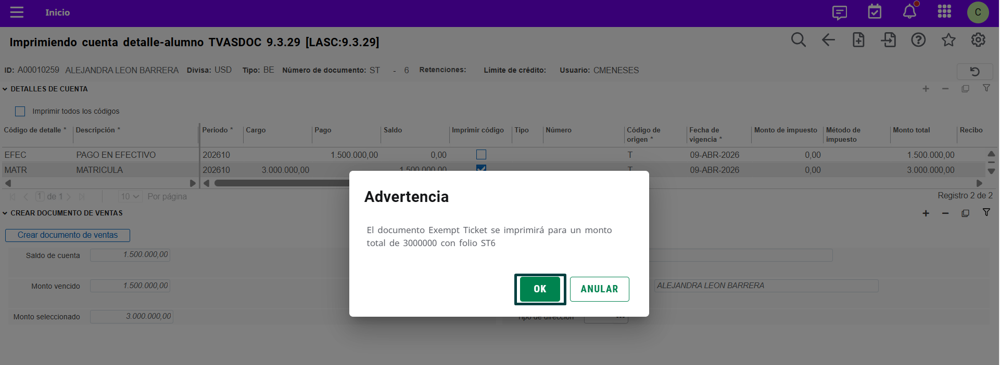 Inicio
C
Imprimiendo cuenta detalle-alumno TVASDOC 9.3.29 [LASC:9.3.29]
ID: A00010259 ALEJANDRA LEON BARRERA Divisa: USD Tipo: BE Número de documento: ST - 6 Retenciones: Límite de crédito: Usuario: CMENESES
DETALLES DE CUENTA
Imprimir todos los códigos
Código de detalle * Descripción * Periodo * Cargo Pago Saldo Imprimir código Tipo Número Código de origen * Fecha de vigencia * Monto de impuesto Método de impuesto Monto total Recibo
EFEC PAGO EN EFECTIVO 202610 1.500.000,00 0,00 T 09-ABR-2026 0,00 1.500.000,00
MATR MATRICULA 202610 3.000.000,00 1.500.000,00 T 09-ABR-2026 0,00 3.000.000,00
1 de 1 10 Por página Registro 2 de 2
CREAR DOCUMENTO DE VENTAS
Crear documento de ventas
Saldo de cuenta 1.500.000,00
Monto vencido 1.500.000,00 ALEJANDRA LEON BARRERA
Monto seleccionado 3.000.000,00 Tipo de dirección
Advertencia
El documento Exempt Ticket se imprimirá para un monto
total de 3000000 con folio ST6
OK ANULAR